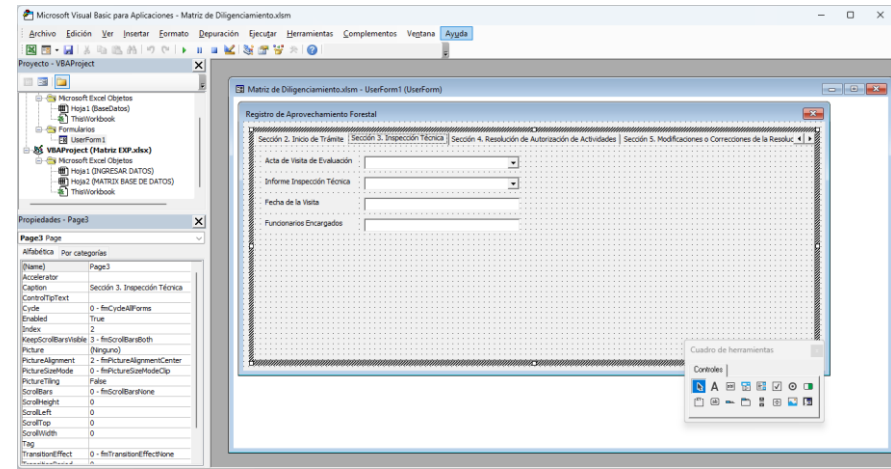 Microsoft Visual Basic para Aplicaciones - Matriz de Diligenciamiento.xlsm
Archivo Edición Ver Insertar Formato Depuración Ejecutar Herramientas Complementos Ventana Ayuda
Proyecto - VBAProject
Microsoft Excel Objetos
Hoja1 (BaseDatos)
ThisWorkbook
Formularios
UserForm1
VBAProject (Matriz EXP.xlsx)
Microsoft Excel Objetos
Hoja1 (INGRESAR DATOS)
Hoja2 (MATRIX BASE DE DATOS)
ThisWorkbook
Propiedades - Page3
Page3 Page
Alfabética Por categorías
(Name) Page3
Accelerator
Caption Sección 3. Inspección Técnica
ControlTipText
Cycle 0 - fmCycleAllForms
Enabled True
Index 2
KeepScrollBarsVisible 3 - fmScrollBarsBoth
Picture (Ninguno)
PictureAlignment 2 - fmPictureAlignmentCenter
PictureSizeMode 0 - fmPictureSizeModeClip
PictureTiling False
ScrollBars 0 - fmScrollBarsNone
ScrollHeight 0
ScrollLeft 0
ScrollTop 0
ScrollWidth 0
Tag
TransitionEffect 0 - fmTransitionEffectNone
Matriz de Diligenciamiento.xlsm - UserForm1 (UserForm)
Registro de Aprovechamiento Forestal
Sección 2. Inicio de Trámite Sección 3. Inspección Técnica Sección 4. Resolución de Autorización de Actividades Sección 5. Modificaciones o Correcciones de la Resoluc
Acta de Visita de Evaluación
Informe Inspección Técnica
Fecha de la Visita
Funcionarios Encargados
Cuadro de herramientas
Controles